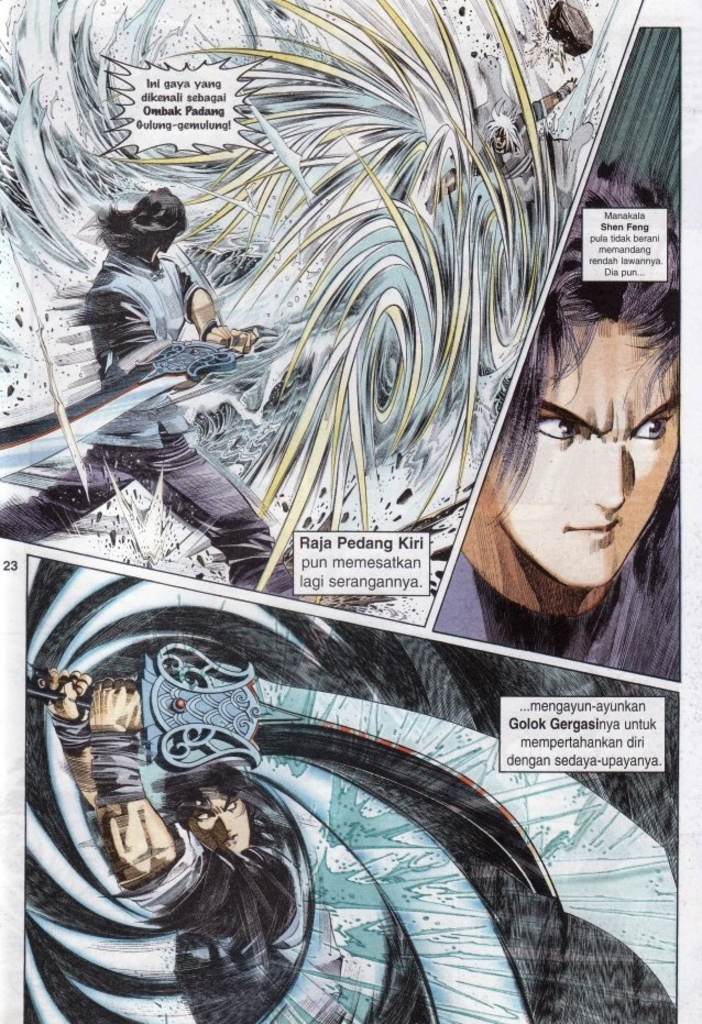 Ini gaya yang
dikenali sebagai
Ombak Padang
Gulung-gemulung!
Manakala
Shen Feng
pula tidak berani
memandang
rendah lawannya.
Dia pun...
Raja Pedang Kiri
pun memesatkan
lagi serangannya.
23
...mengayun-ayunkan
Golok Gergasinya untuk
mempertahankan diri
dengan sedaya-upayanya.